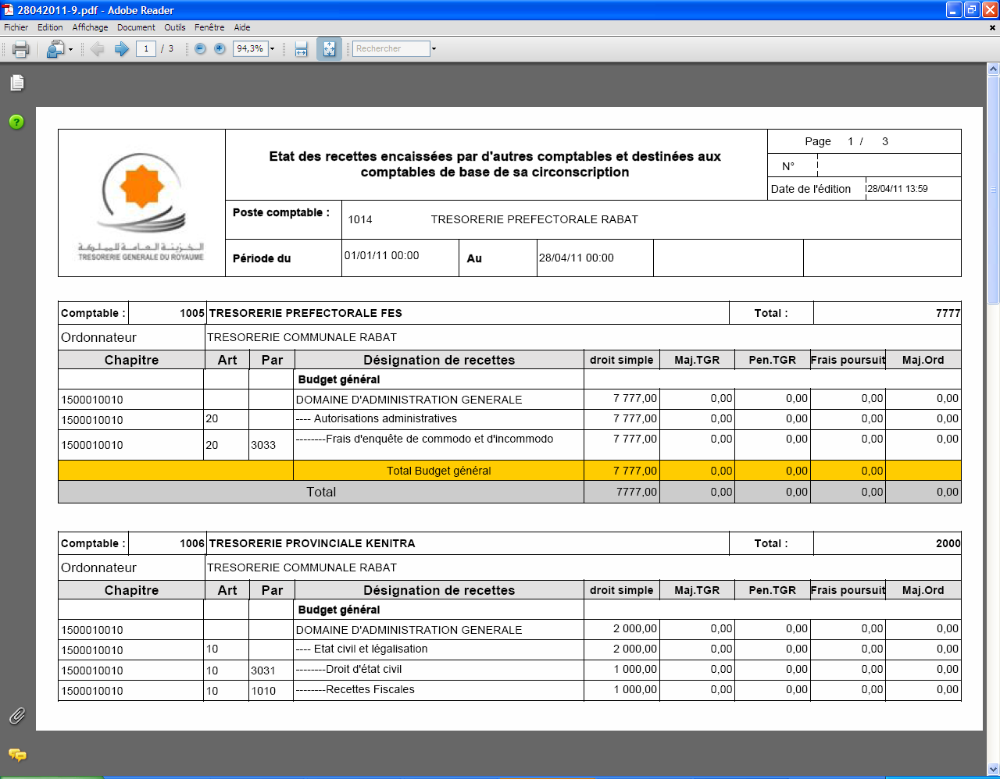 28042011-9.pdf - Adobe Reader
Fichier Edition Affichage Document Outils Fenêtre Aide
1 / 3 94,3% Rechercher
Etat des recettes encaissées par d'autres comptables et destinées aux
comptables de base de sa circonscription
Page 1 / 3
N°
Date de l'édition 28/04/11 13:59
الخزينة العامة للمملكة
TRESORERIE GENERALE DU ROYAUME
Poste comptable : 1014 TRESORERIE PREFECTORALE RABAT
Période du 01/01/11 00:00 Au 28/04/11 00:00
Comptable : 1005 TRESORERIE PREFECTORALE FES Total : 7777
Ordonnateur TRESORERIE COMMUNALE RABAT
Chapitre Art Par Désignation de recettes droit simple Maj.TGR Pen.TGR Frais poursuit Maj.Ord
Budget général
1500010010 DOMAINE D'ADMINISTRATION GENERALE 7 777,00 0,00 0,00 0,00 0,00
1500010010 20 ---- Autorisations administratives 7 777,00 0,00 0,00 0,00 0,00
1500010010 20 3033 --------Frais d'enquête de commodo et d'incommodo 7 777,00 0,00 0,00 0,00 0,00
Total Budget général 7 777,00 0,00 0,00 0,00
Total 7777,00 0,00 0,00 0,00 0,00
Comptable : 1006 TRESORERIE PROVINCIALE KENITRA Total : 2000
Ordonnateur TRESORERIE COMMUNALE RABAT
Chapitre Art Par Désignation de recettes droit simple Maj.TGR Pen.TGR Frais poursuit Maj.Ord
Budget général
1500010010 DOMAINE D'ADMINISTRATION GENERALE 2 000,00 0,00 0,00 0,00 0,00
1500010010 10 ---- Etat civil et légalisation 2 000,00 0,00 0,00 0,00 0,00
1500010010 10 3031 --------Droit d'état civil 1 000,00 0,00 0,00 0,00 0,00
1500010010 10 1010 --------Recettes Fiscales 1 000,00 0,00 0,00 0,00 0,00